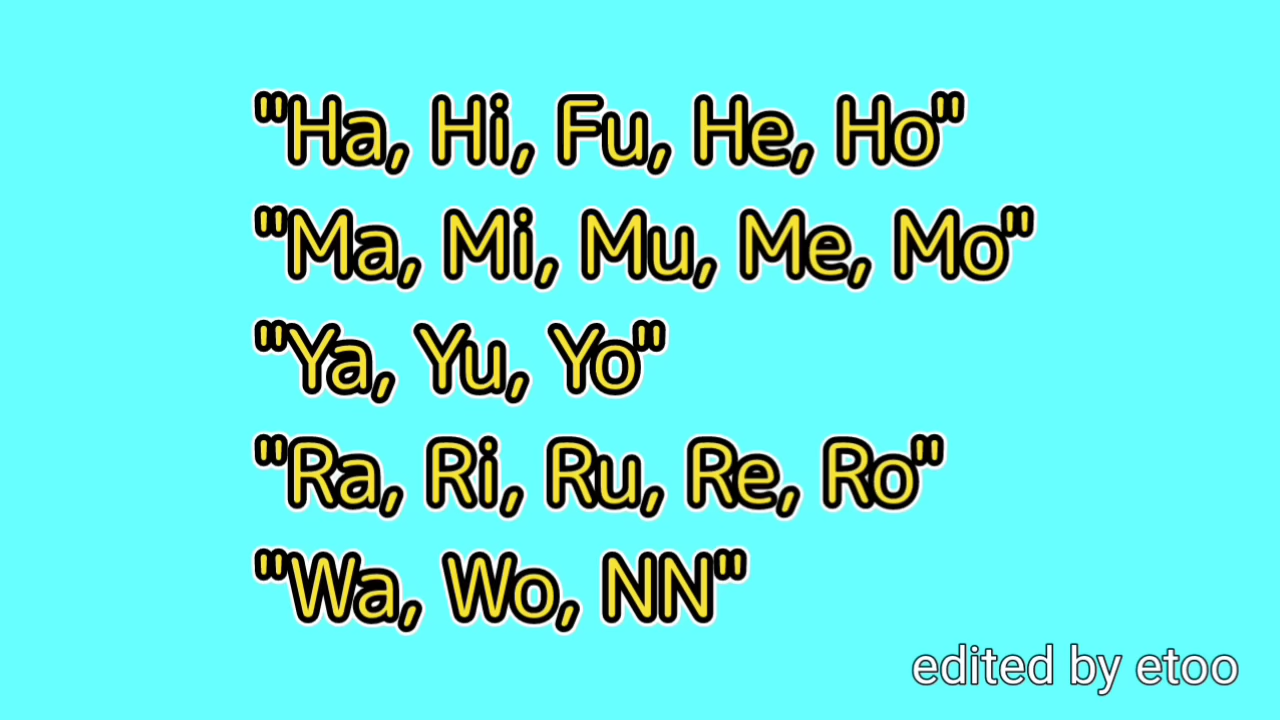 "Ha, Hi, Fu, He, Ho"
"Ma, Mi, Mu, Me, Mo"
"Ya, Yu, Yo"
"Ra, Ri, Ru, Re, Ro"
"Wa, Wo, NN"
edited by etoo